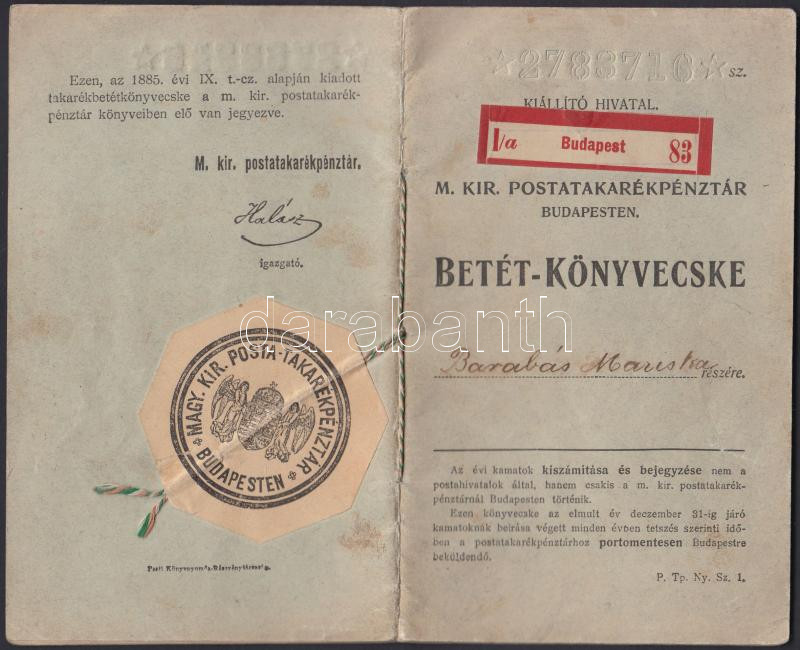 Ezen, az 1885. évi IX. t.-cz. alapján kiadott
takarékbetétkönyvecske a m. kir. postatakarék-
pénztár könyveiben elő van jegyezve.
M. kir. postatakarékpénztár.
Halász
igazgató.
MAGY. KIR. POSTA-TAKARÉKPÉNZTÁR
BUDAPESTEN
Pesti Könyvnyomda-Részvénytársaság.
☆2783710☆ sz.
KIÁLLÍTÓ HIVATAL.
I/a Budapest 83
M. KIR. POSTATAKARÉKPÉNZTÁR
BUDAPESTEN.
BETÉT-KÖNYVECSKE
darabanth
Barabás Mariska részére.
Az évi kamatok kiszámítása és bejegyzése nem a
postahivatalok által, hanem csakis a m. kir. postatakarék-
pénztárnál Budapesten történik.
Ezen könyvecske az elmult év deczember 31-ig járó
kamatoknak beírása végett minden évben tetszés szerinti idő-
ben a postatakarékpénztárhoz portomentesen Budapestre
beküldendő.
P. Tp. Ny. Sz. 1.